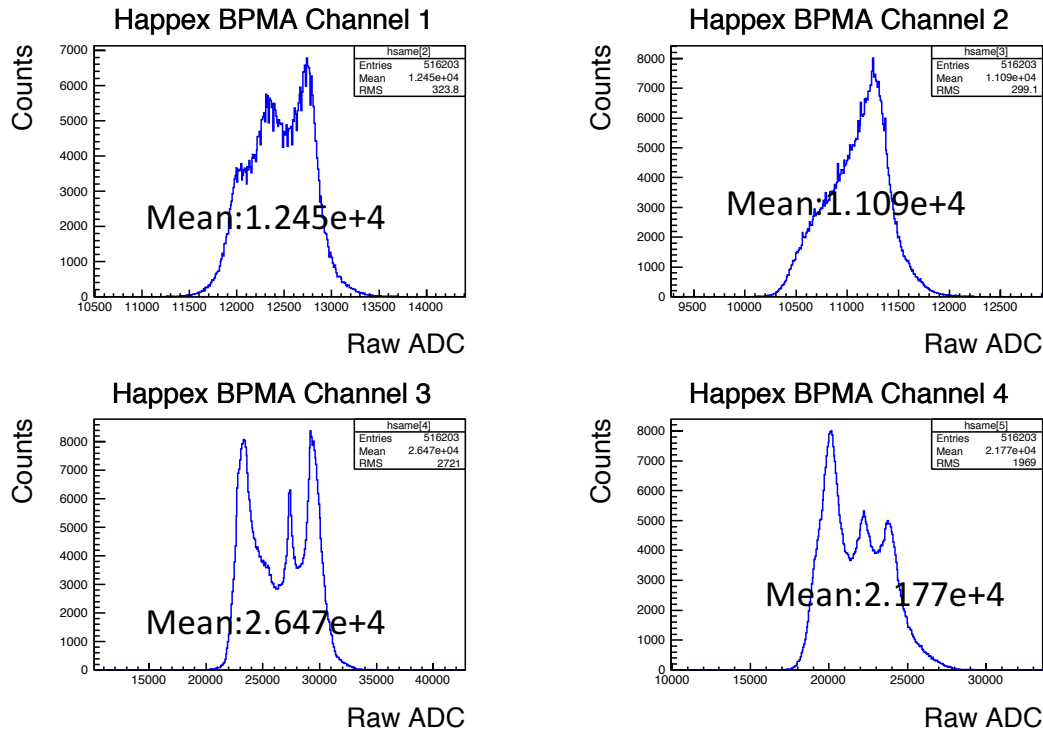 Happex BPMA Channel 1
Counts
7000
6000
5000
4000
3000
2000
1000
0
10500 11000 11500 12000 12500 13000 13500 14000
Raw ADC
hsame[2]
Entries 516203
Mean 1.245e+04
RMS 323.8
Mean:1.245e+4
Happex BPMA Channel 2
Counts
8000
7000
6000
5000
4000
3000
2000
1000
0
9500 10000 10500 11000 11500 12000 12500
Raw ADC
hsame[3]
Entries 516203
Mean 1.109e+04
RMS 299.1
Mean:1.109e+4
Happex BPMA Channel 3
Counts
8000
7000
6000
5000
4000
3000
2000
1000
0
15000 20000 25000 30000 35000 40000
Raw ADC
hsame[4]
Entries 516203
Mean 2.647e+04
RMS 2721
Mean:2.647e+4
Happex BPMA Channel 4
Counts
8000
7000
6000
5000
4000
3000
2000
1000
0
10000 15000 20000 25000 30000
Raw ADC
hsame[5]
Entries 516203
Mean 2.177e+04
RMS 1969
Mean:2.177e+4